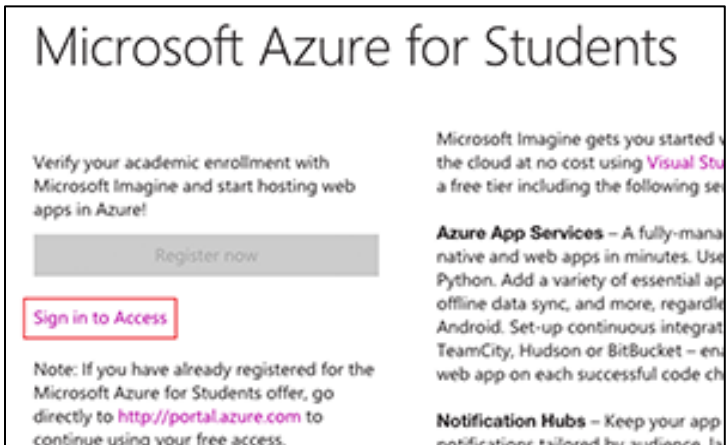 Microsoft Azure for Students
Verify your academic enrollment with
Microsoft Imagine and start hosting web
apps in Azure!
Register now
Sign in to Access
Note: If you have already registered for the
Microsoft Azure for Students offer, go
directly to http://portal.azure.com to
continue using your free access.
Microsoft Imagine gets you started
the cloud at no cost using Visual Stu
a free tier including the following se
Azure App Services – A fully-mana
native and web apps in minutes. Use
Python. Add a variety of essential ap
offline data sync, and more, regardle
Android. Set-up continuous integrat
TeamCity, Hudson or BitBucket – ena
web app on each successful code ch
Notification Hubs – Keep your app
notifications tailored by audience, la